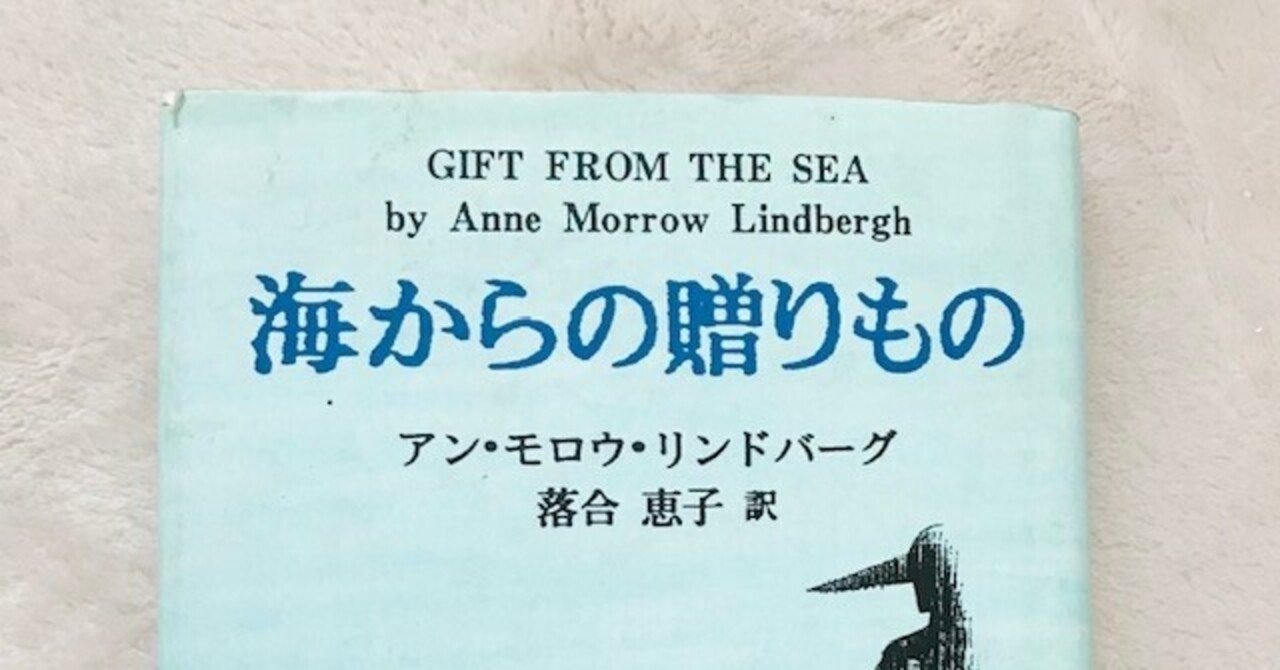 GIFT FROM THE SEA
by Anne Morrow Lindbergh
海からの贈りもの
アン・モロウ・リンドバーグ
落合 恵子 訳